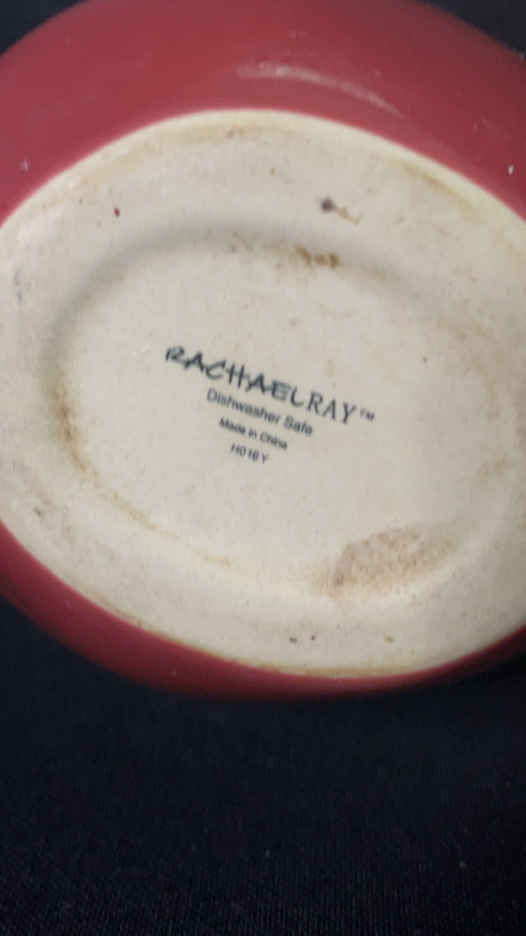 RACHAELRAY™
Dishwasher Safe
Made in China
H016Y